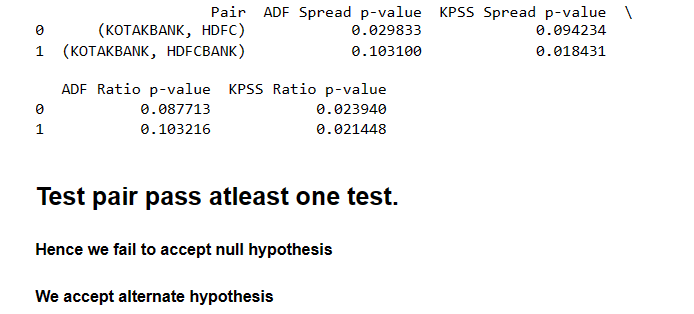 Pair ADF Spread p-value KPSS Spread p-value \
0 (KOTAKBANK, HDFC) 0.029833 0.094234
1 (KOTAKBANK, HDFCBANK) 0.103100 0.018431
ADF Ratio p-value KPSS Ratio p-value
0 0.087713 0.023940
1 0.103216 0.021448
Test pair pass atleast one test.
Hence we fail to accept null hypothesis
We accept alternate hypothesis